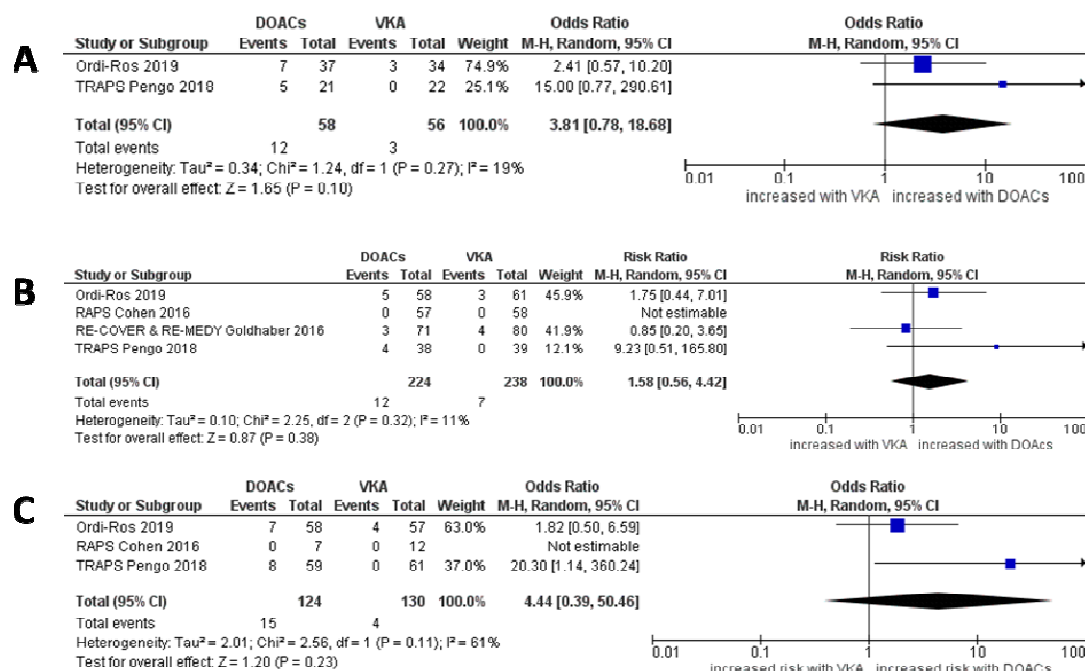 A
DOACs VKA Odds Ratio Odds Ratio
Study or Subgroup Events Total Events Total Weight M-H, Random, 95% CI M-H, Random, 95% CI
Ordi-Ros 2019 7 37 3 34 74.9% 2.41 [0.57, 10.20]
TRAPS Pengo 2018 5 21 0 22 25.1% 15.00 [0.77, 290.61]
Total (95% CI) 58 56 100.0% 3.81 [0.78, 18.68]
Total events 12 3
Heterogeneity: Tau² = 0.34; Chi² = 1.24, df = 1 (P = 0.27); I² = 19%
Test for overall effect: Z = 1.65 (P = 0.10)
0.01 0.1 1 10 100
increased with VKA increased with DOACs
B
DOACs VKA Risk Ratio Risk Ratio
Study or Subgroup Events Total Events Total Weight M-H, Random, 95% CI M-H, Random, 95% CI
Ordi-Ros 2019 5 58 3 61 45.9% 1.75 [0.44, 7.01]
RAPS Cohen 2016 0 57 0 58 Not estimable
RE-COVER & RE-MEDY Goldhaber 2016 3 71 4 80 41.9% 0.85 [0.20, 3.65]
TRAPS Pengo 2018 4 38 0 39 12.1% 9.23 [0.51, 165.80]
Total (95% CI) 224 238 100.0% 1.58 [0.56, 4.42]
Total events 12 7
Heterogeneity: Tau² = 0.10; Chi² = 2.25, df = 2 (P = 0.32); I² = 11%
Test for overall effect: Z = 0.87 (P = 0.38)
0.01 0.1 1 10 100
increased with VKA increased with DOACs
C
DOACs VKA Odds Ratio Odds Ratio
Study or Subgroup Events Total Events Total Weight M-H, Random, 95% CI M-H, Random, 95% CI
Ordi-Ros 2019 7 58 4 57 63.0% 1.82 [0.50, 6.59]
RAPS Cohen 2016 0 7 0 12 Not estimable
TRAPS Pengo 2018 8 59 0 61 37.0% 20.30 [1.14, 360.24]
Total (95% CI) 124 130 100.0% 4.44 [0.39, 50.46]
Total events 15 4
Heterogeneity: Tau² = 2.01; Chi² = 2.56, df = 1 (P = 0.11); I² = 61%
Test for overall effect: Z = 1.20 (P = 0.23)
0.01 0.1 1 10 100
increased risk with VKA increased risk with DOACs